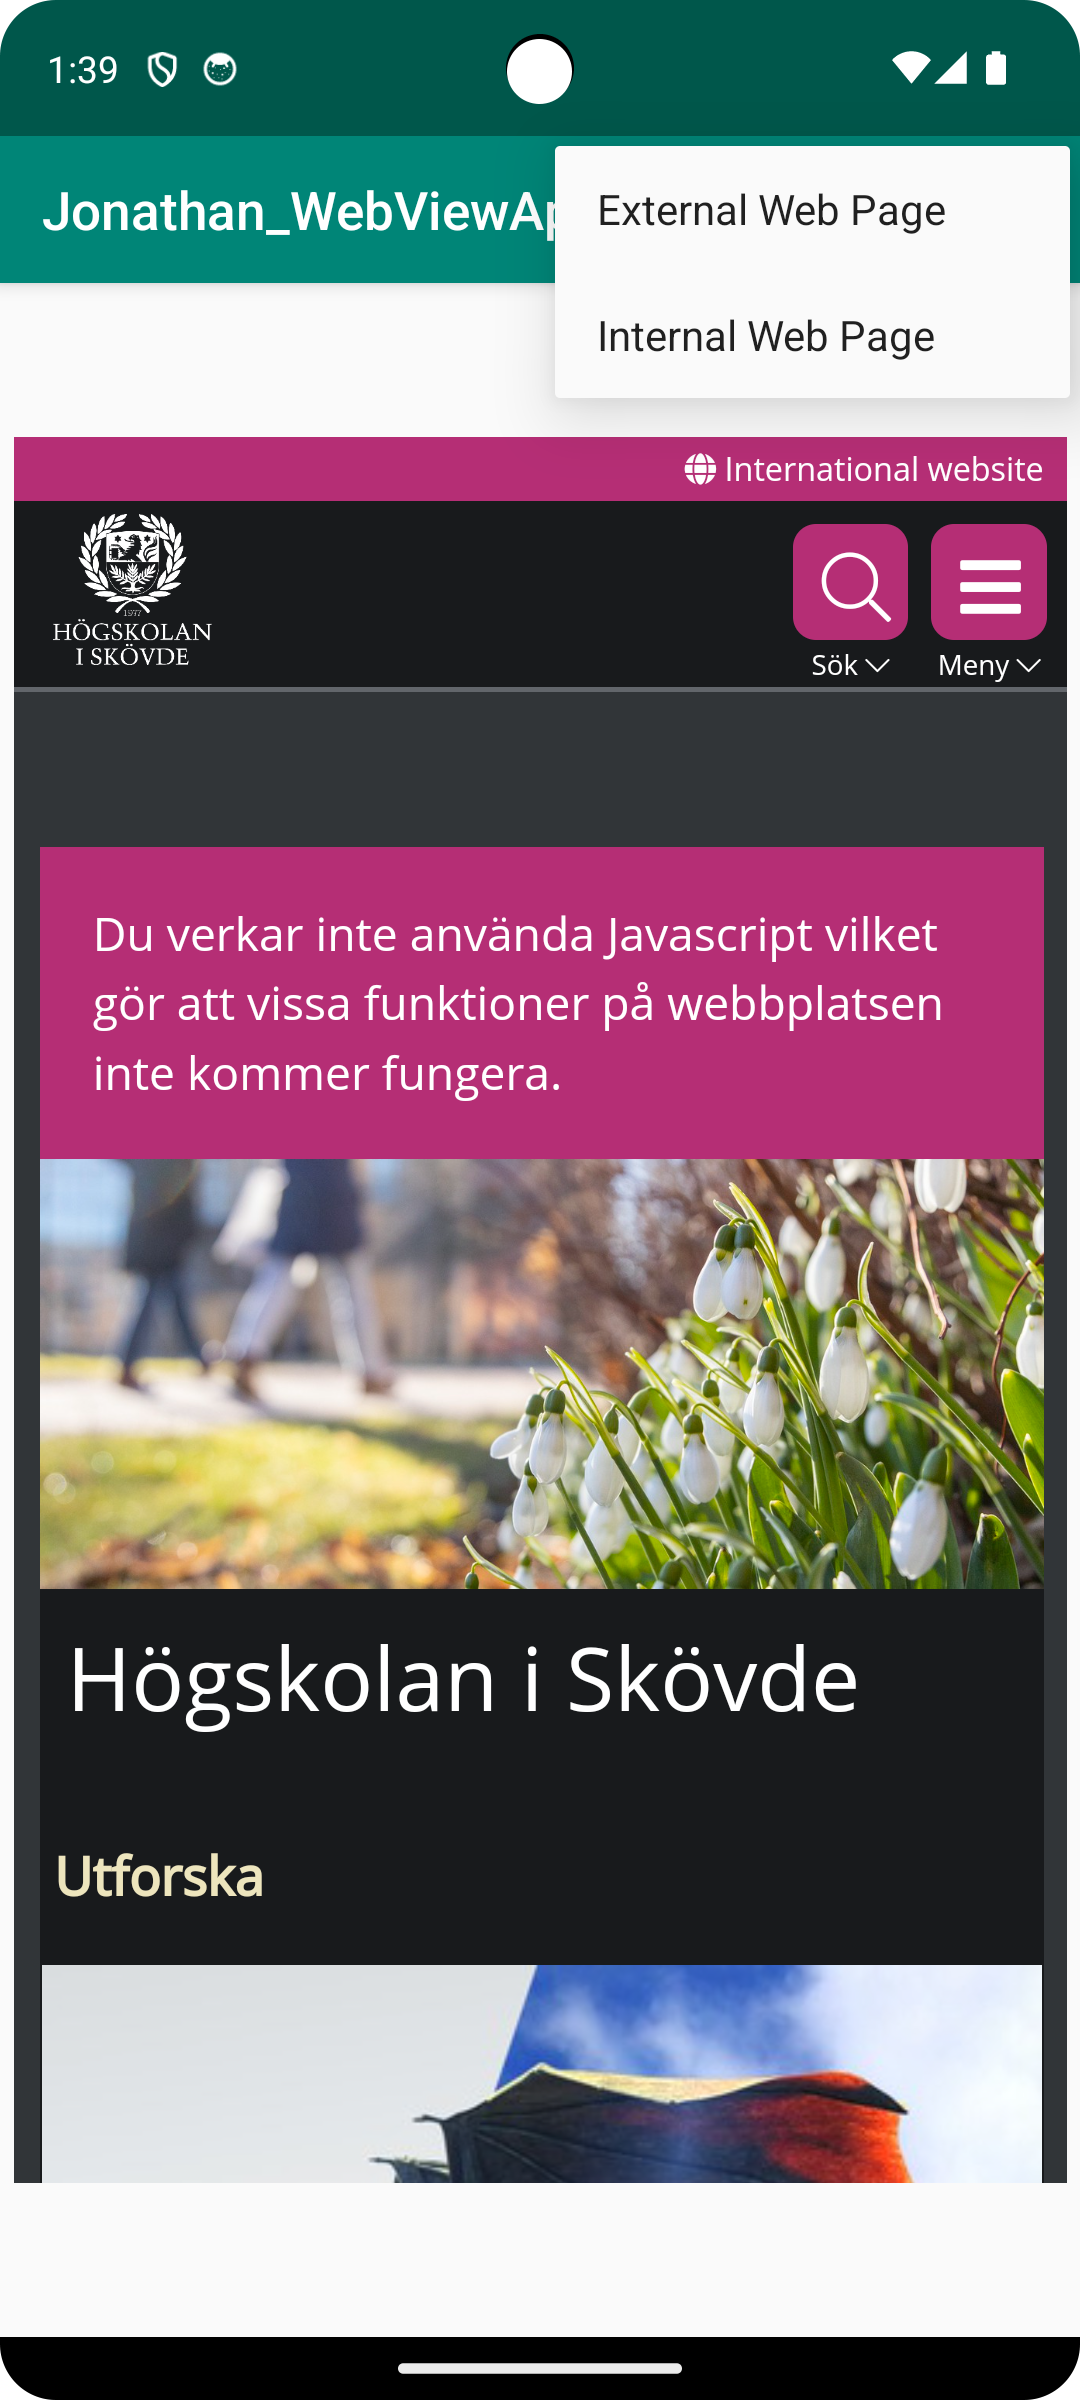 1:39
Jonathan_WebViewAp
External Web Page
Internal Web Page
International website
1977
HÖGSKOLAN
I SKÖVDE
Sök
Meny
Du verkar inte använda Javascript vilket
gör att vissa funktioner på webbplatsen
inte kommer fungera.
Högskolan i Skövde
Utforska